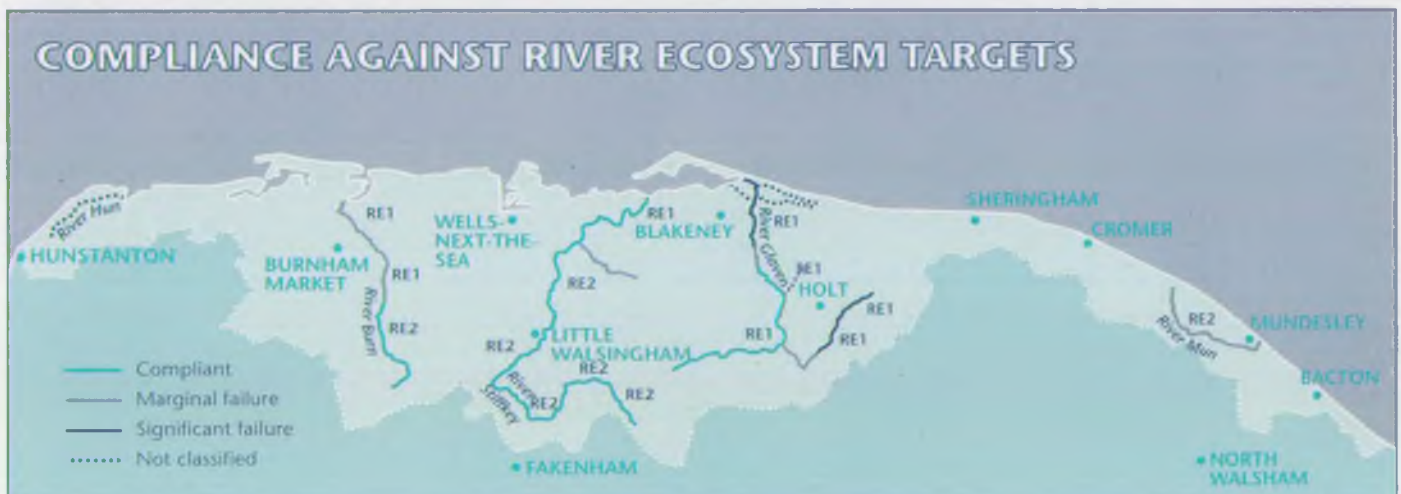 COMPLIANCE AGAINST RIVER ECOSYSTEM TARGETS
River Hun
HUNSTANTON
RE1
BURNHAM
MARKET
RE1
River Burn
RE2
WELLS-
NEXT-THE-
SEA
RE1
BLAKENEY
RE2
RE2
LITTLE
WALSINGHAM
River
Stiffkey
RE2
RE2
RE2
FAKENHAM
RE1
River Glaven
RE1
HOLT
RE1
RE1
RE1
SHERINGHAM
CROMER
RE2
River Mun
MUNDESLEY
BACTON
NORTH
WALSHAM
Compliant
Marginal failure
Significant failure
Not classified